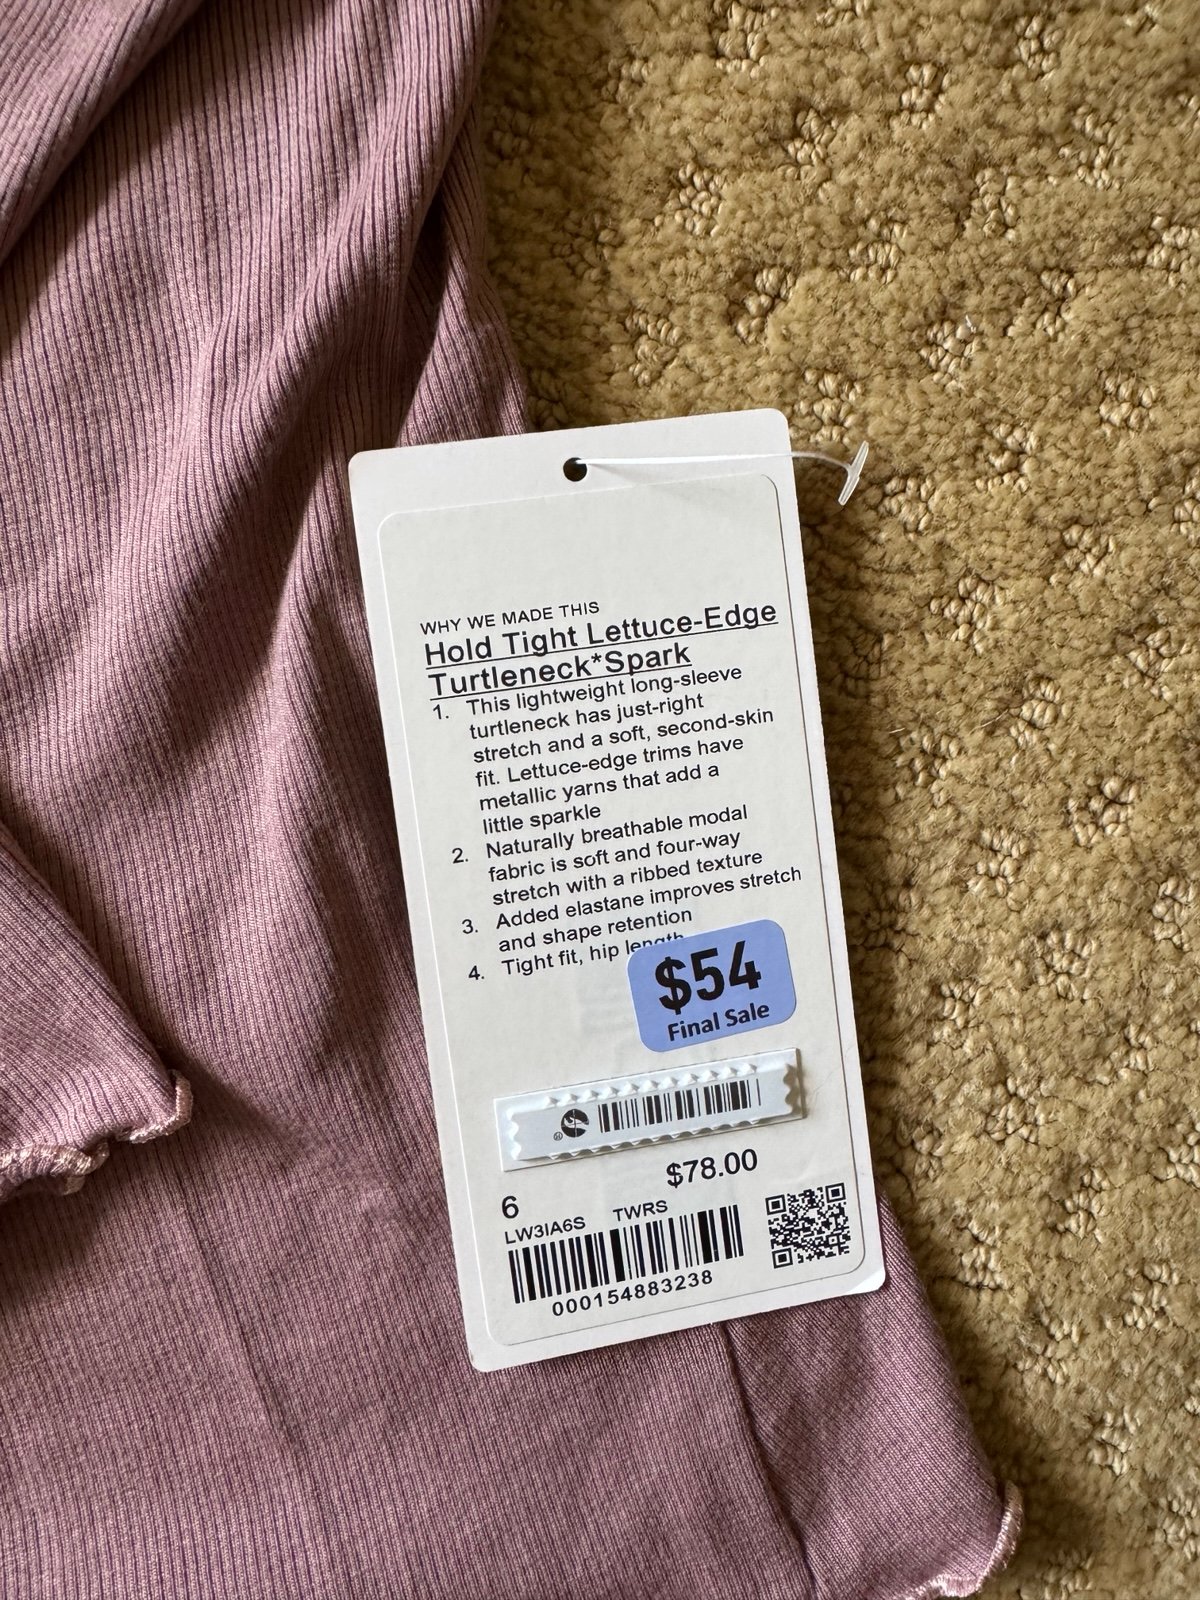 WHY WE MADE THIS
Hold Tight Lettuce-Edge
Turtleneck*Spark
1. This lightweight long-sleeve
turtleneck has just-right
stretch and a soft, second-skin
fit. Lettuce-edge trims have
metallic yarns that add a
little sparkle
2. Naturally breathable modal
fabric is soft and four-way
stretch with a ribbed texture
3. Added elastane improves stretch
and shape retention
4. Tight fit, hip length
$54
Final Sale
®
$78.00
6
LW3IA6S TWRS
000154883238